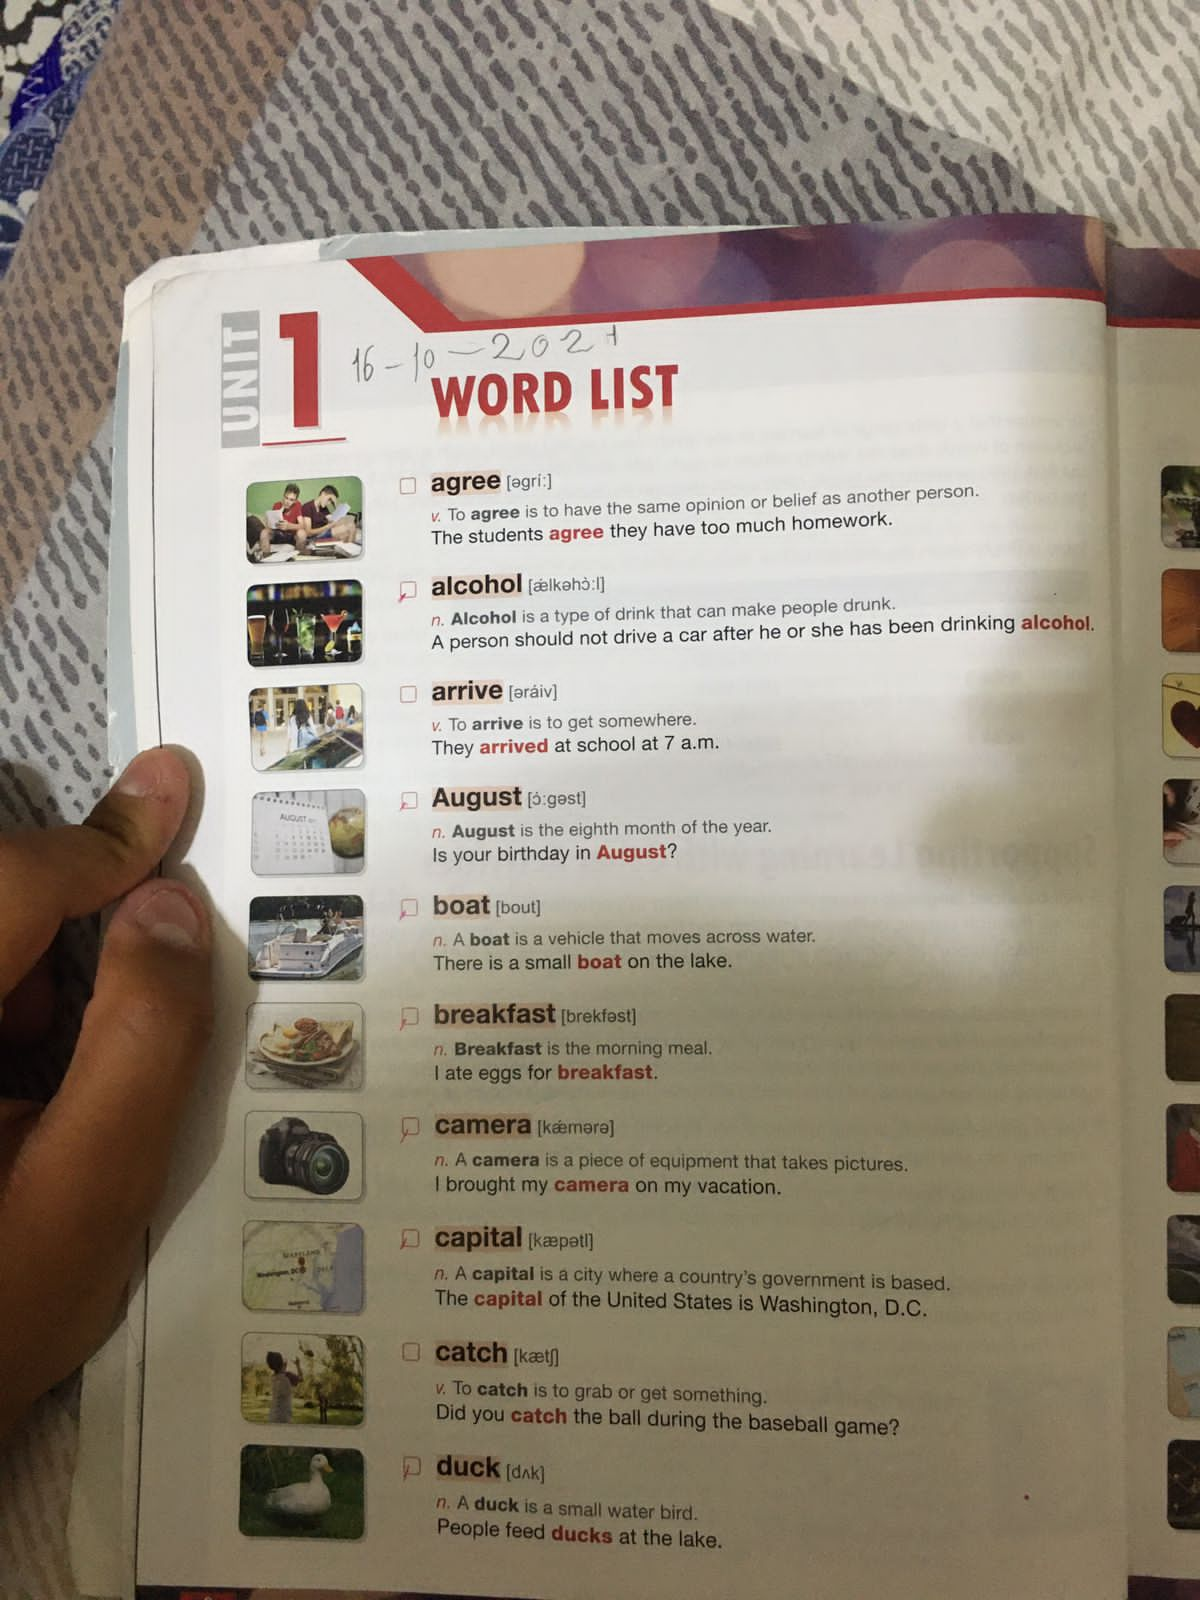 UNIT 1
16-10-2021
WORD LIST
agree [əgríː]
v. To agree is to have the same opinion or belief as another person.
The students agree they have too much homework.
alcohol [ǽlkəhɔ̀ːl]
n. Alcohol is a type of drink that can make people drunk.
A person should not drive a car after he or she has been drinking alcohol.
arrive [əráiv]
v. To arrive is to get somewhere.
They arrived at school at 7 a.m.
August [ɔ́ːgəst]
n. August is the eighth month of the year.
Is your birthday in August?
AUGUST
boat [bout]
n. A boat is a vehicle that moves across water.
There is a small boat on the lake.
breakfast [brekfəst]
n. Breakfast is the morning meal.
I ate eggs for breakfast.
camera [kǽmərə]
n. A camera is a piece of equipment that takes pictures.
I brought my camera on my vacation.
capital [kæpətl]
n. A capital is a city where a country's government is based.
The capital of the United States is Washington, D.C.
MARYLAND
Washington, DC
catch [kætʃ]
v. To catch is to grab or get something.
Did you catch the ball during the baseball game?
duck [dʌk]
n. A duck is a small water bird.
People feed ducks at the lake.